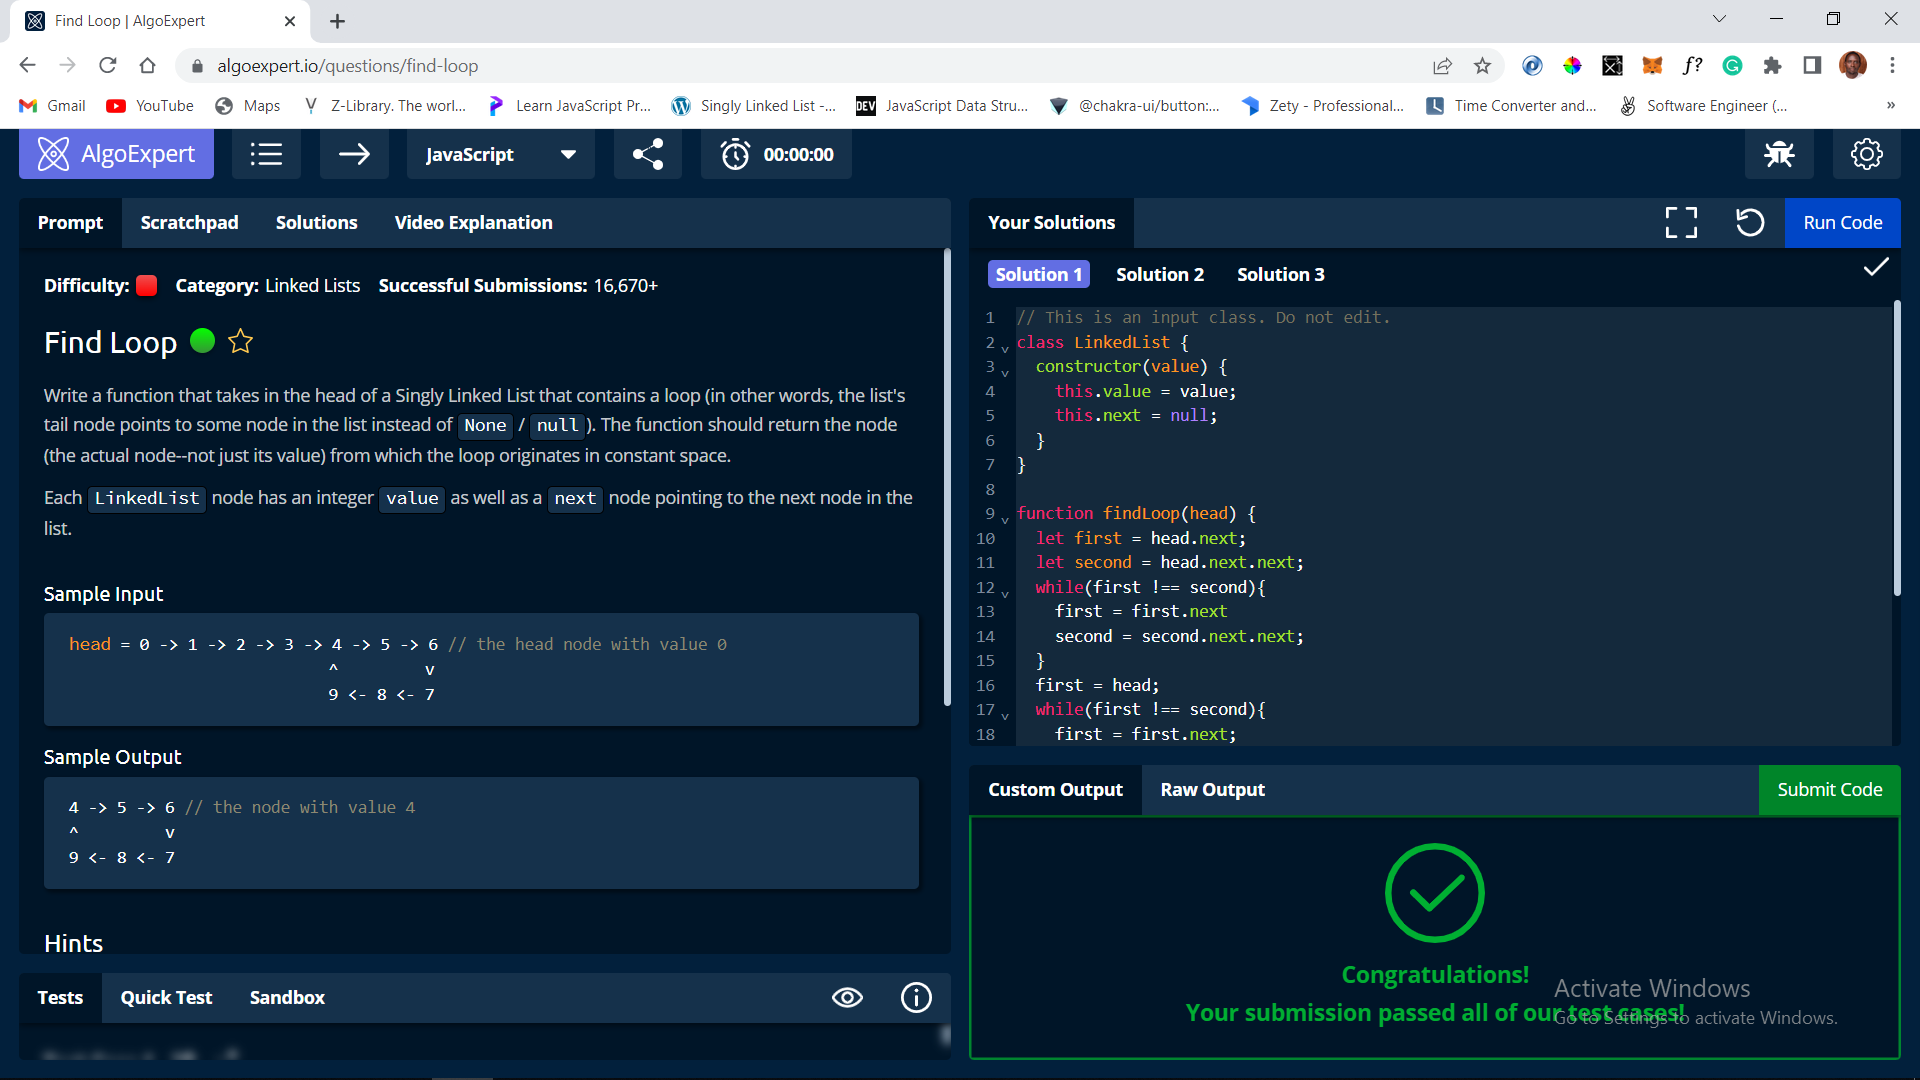 Find Loop | AlgoExpert
algoexpert.io/questions/find-loop
f?
Gmail YouTube Maps Z-Library. The worl... Learn JavaScript Pr... Singly Linked List -... DEV JavaScript Data Stru... @chakra-ui/button:... Zety - Professional... Time Converter and... Software Engineer (... »
AlgoExpert JavaScript 00:00:00
Prompt Scratchpad Solutions Video Explanation
Difficulty: Category: Linked Lists Successful Submissions: 16,670+
Find Loop
Write a function that takes in the head of a Singly Linked List that contains a loop (in other words, the list's
tail node points to some node in the list instead of None / null ). The function should return the node
(the actual node--not just its value) from which the loop originates in constant space.
Each LinkedList node has an integer value as well as a next node pointing to the next node in the
list.
Sample Input
head = 0 -> 1 -> 2 -> 3 -> 4 -> 5 -> 6 // the head node with value 0
^ v
9 <- 8 <- 7
Sample Output
4 -> 5 -> 6 // the node with value 4
^ v
9 <- 8 <- 7
Hints
Tests Quick Test Sandbox
Your Solutions Run Code
Solution 1 Solution 2 Solution 3
1 // This is an input class. Do not edit.
2 class LinkedList {
3 constructor(value) {
4 this.value = value;
5 this.next = null;
6 }
7 }
8
9 function findLoop(head) {
10 let first = head.next;
11 let second = head.next.next;
12 while(first !== second){
13 first = first.next
14 second = second.next.next;
15 }
16 first = head;
17 while(first !== second){
18 first = first.next;
Custom Output Raw Output Submit Code
Congratulations!
Your submission passed all of our test cases!
Activate Windows
Go to Settings to activate Windows.